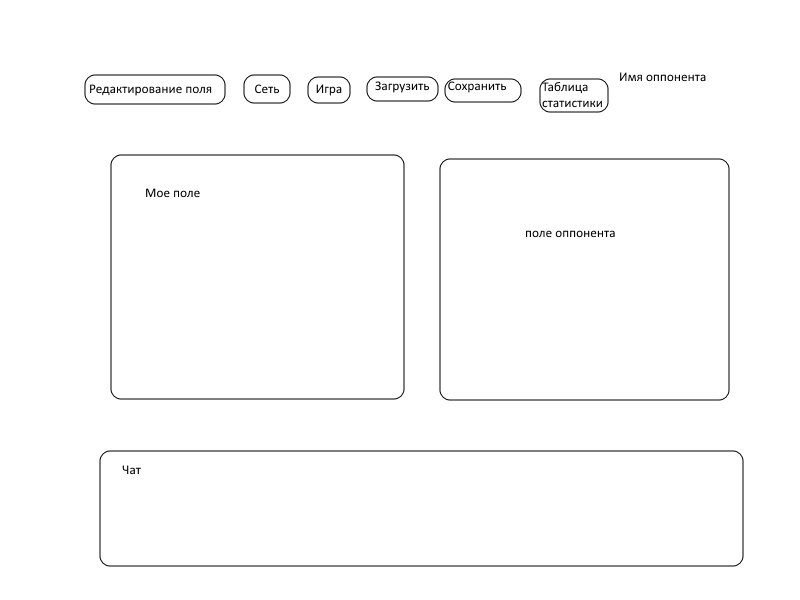 Редактирование поля
Сеть
Игра
Загрузить
Сохранить
Таблица
статистики
Имя оппонента
Мое поле
поле оппонента
Чат